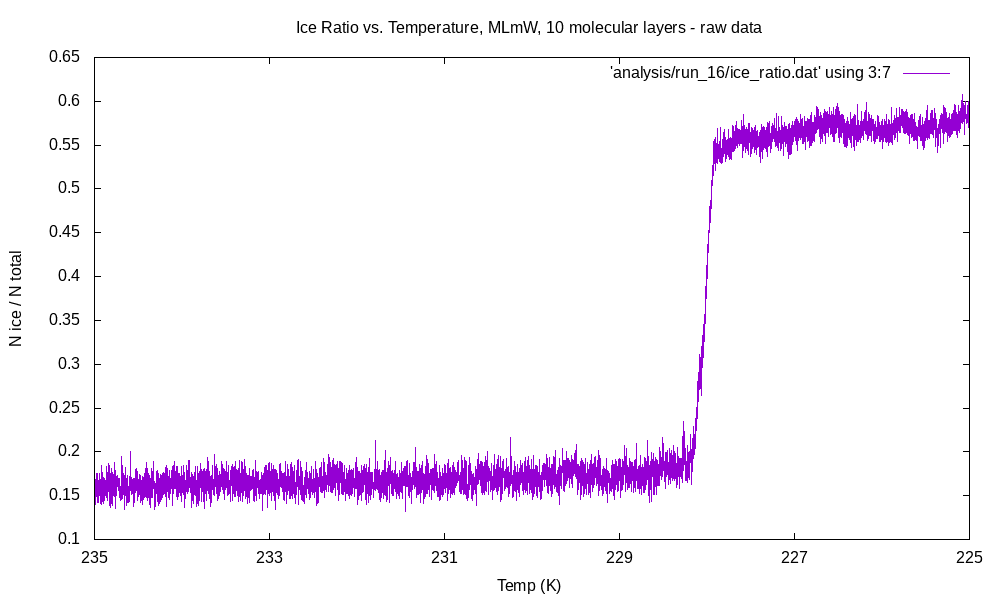 Ice Ratio vs. Temperature, MLmW, 10 molecular layers - raw data
'analysis/run_16/ice_ratio.dat' using 3:7
0.65
0.6
0.55
0.5
0.45
0.4
0.35
0.3
0.25
0.2
0.15
0.1
N ice / N total
235 233 231 229 227 225
Temp (K)